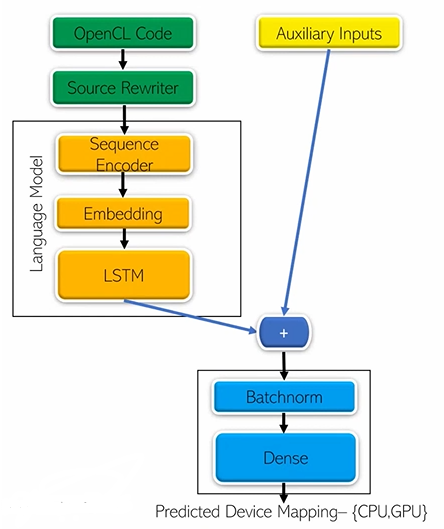 OpenCL Code
Auxiliary Inputs
Source Rewriter
Language Model
Sequence
Encoder
Embedding
LSTM
+
Batchnorm
Dense
Predicted Device Mapping– {CPU,GPU}